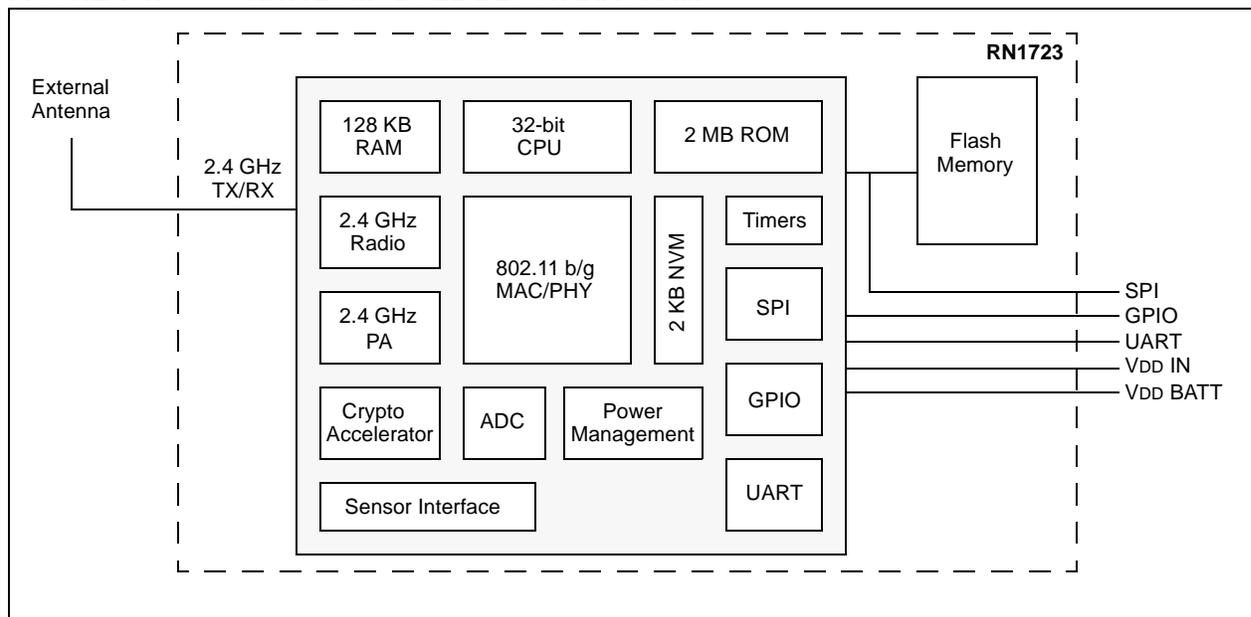 RN1723
External
Antenna
2.4 GHz
TX/RX
128 KB
RAM
32-bit
CPU
2 MB ROM
Flash
Memory
2.4 GHz
Radio
802.11 b/g
MAC/PHY
2 KB NVM
Timers
2.4 GHz
PA
SPI
Crypto
Accelerator
ADC
Power
Management
GPIO
Sensor Interface
UART
SPI
GPIO
UART
VDD IN
VDD BATT